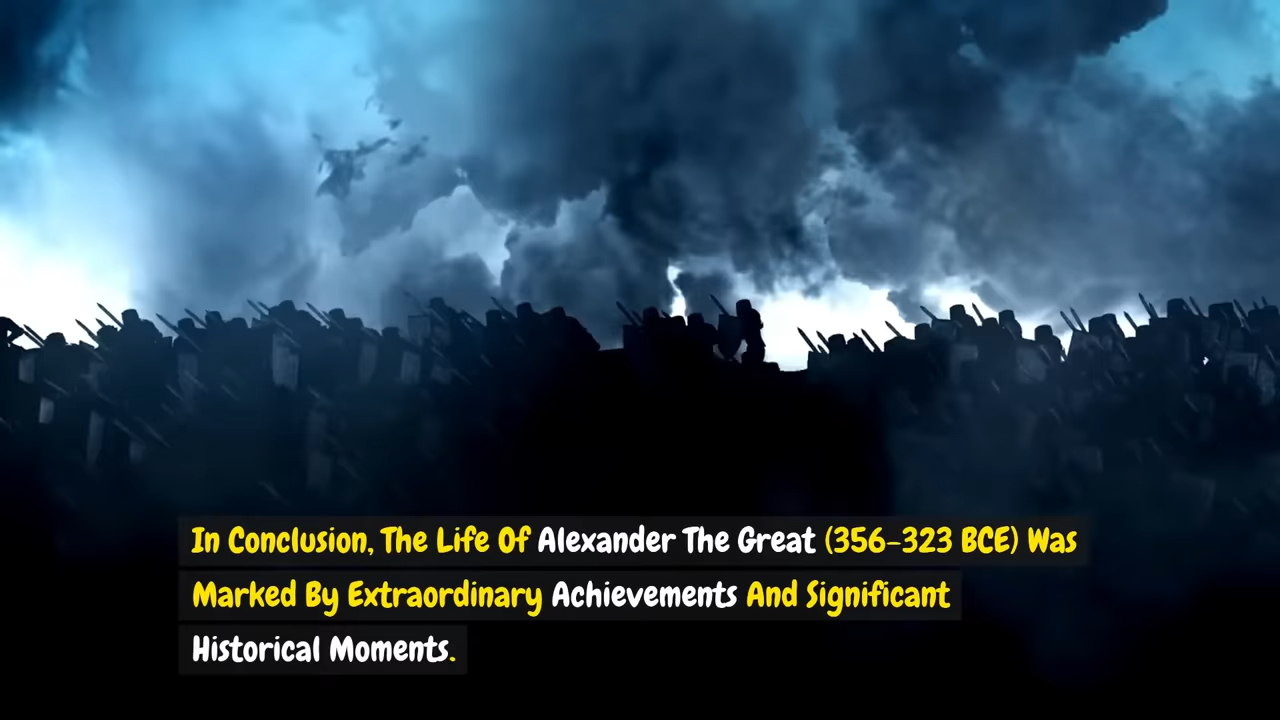 In Conclusion, The Life Of Alexander The Great (356–323 BCE) Was
Marked By Extraordinary Achievements And Significant
Historical Moments.